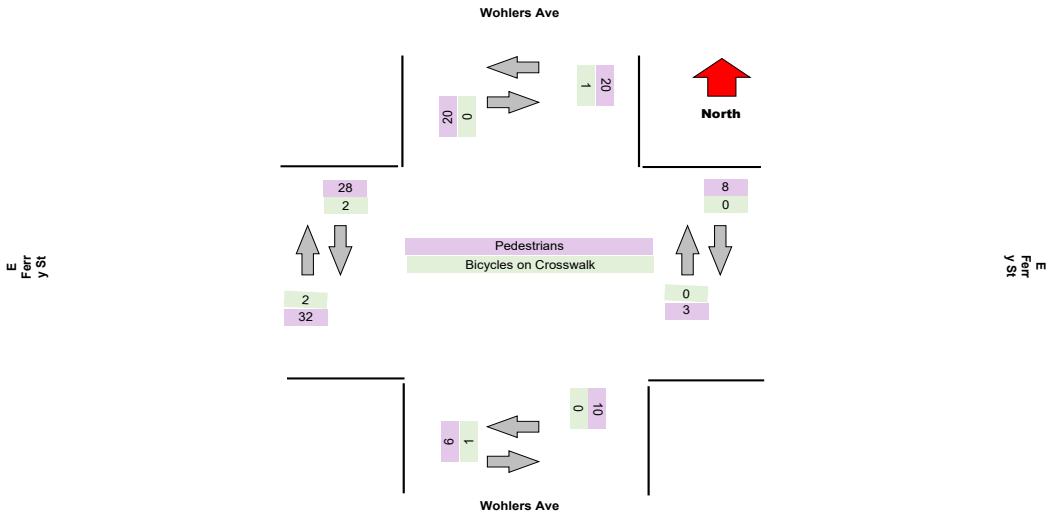 Wohlers Ave
20
1
20
0
North
28
2
8
0
Pedestrians
Bicycles on Crosswalk
E
Ferr
y St
E
Ferr
y St
2
32
0
3
10
0
6
1
Wohlers Ave